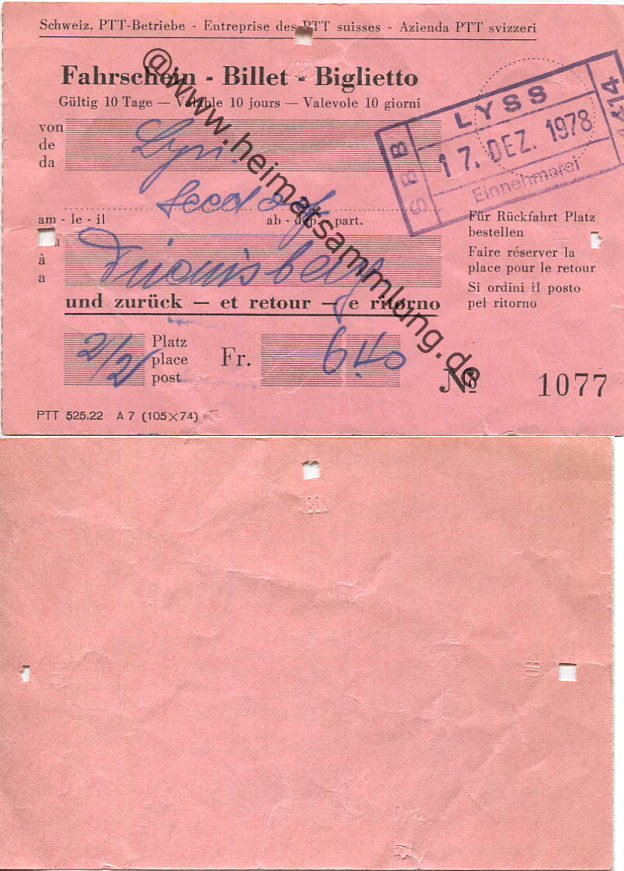 Schweiz. PTT-Betriebe - Entreprise des PTT suisses - Azienda PTT svizzeri
Fahrschein - Billet - Biglietto
Gültig 10 Tage — Valable 10 jours — Valevole 10 giorni
SBB
LYSS
17. DEZ. 1978
Einnehmerei
von
de
da
Lyss
Seedorf
am - le - il
ab - dép. - part.
à
a
und zurück — et retour — e ritorno
Für Rückfahrt Platz
bestellen
Faire réserver la
place pour le retour
Si ordini il posto
pel ritorno
2/2
Platz
place
post
Fr.
6.40
№ 1077
PTT 525.22 A 7 (105×74)
@www.heimatsammlung.de